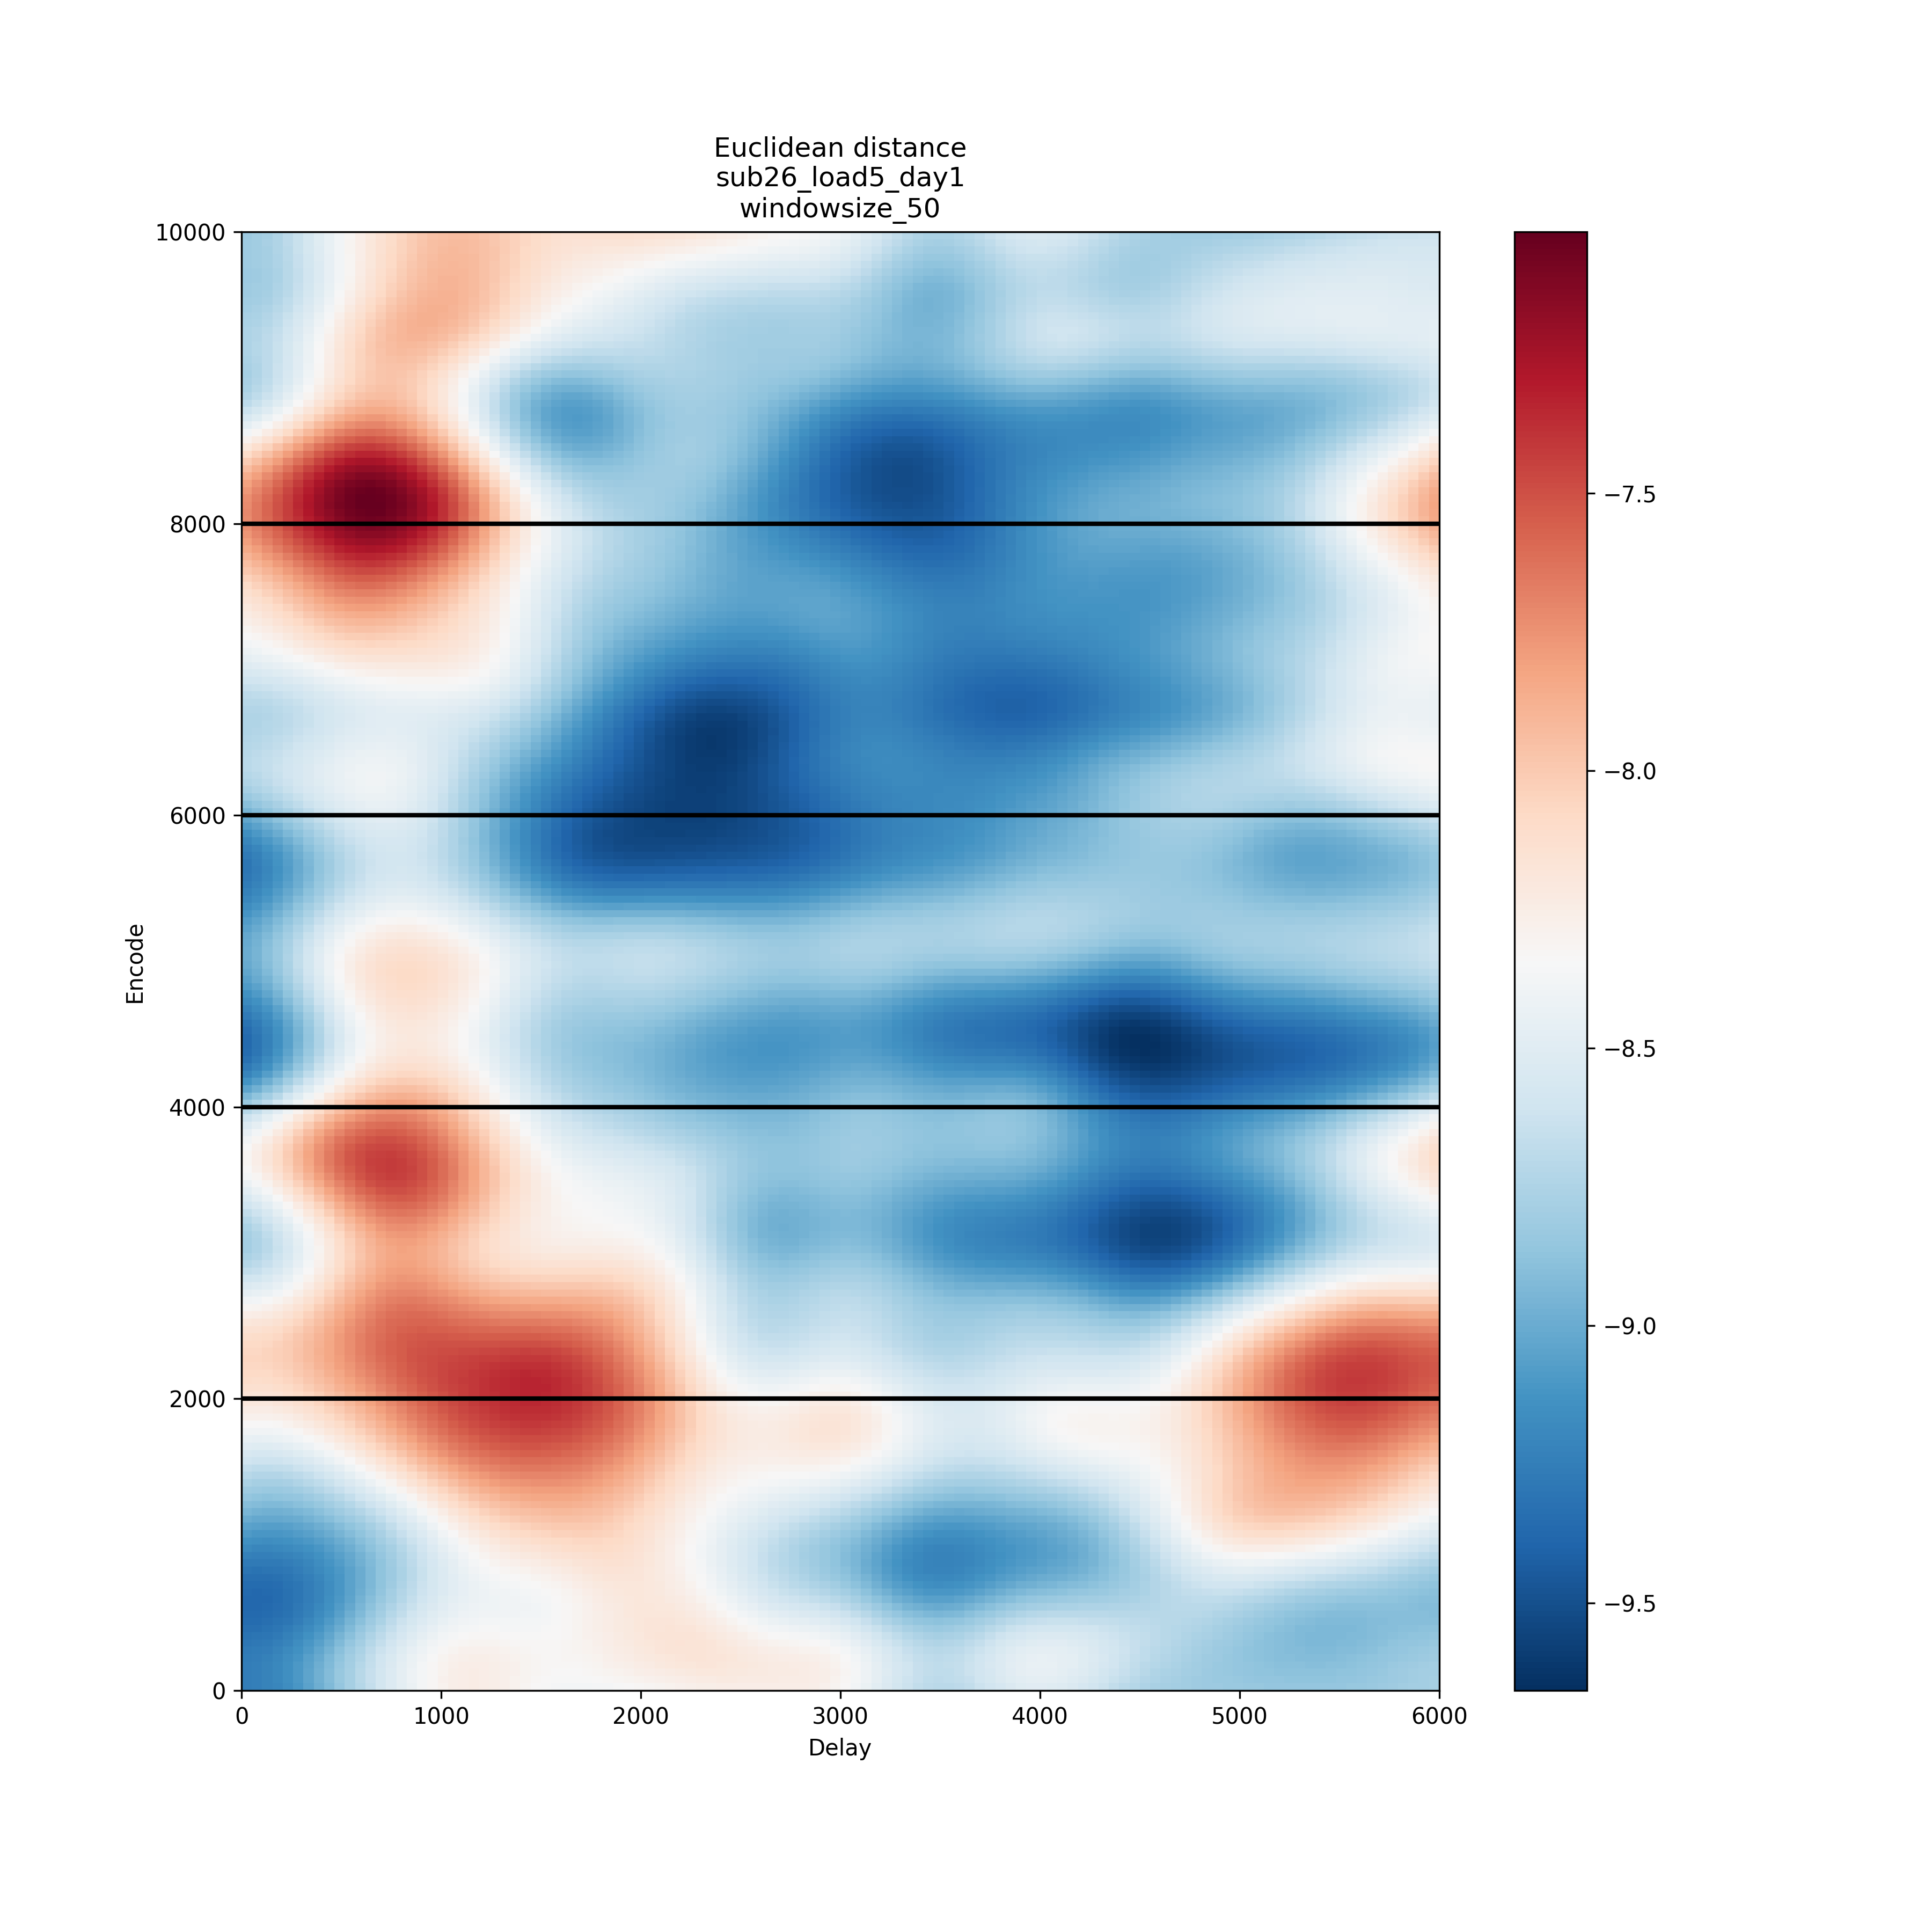 Euclidean distance
sub26_load5_day1
windowsize_50
10000
8000
6000
4000
2000
0
Encode
0 1000 2000 3000 4000 5000 6000
Delay
−7.5
−8.0
−8.5
−9.0
−9.5